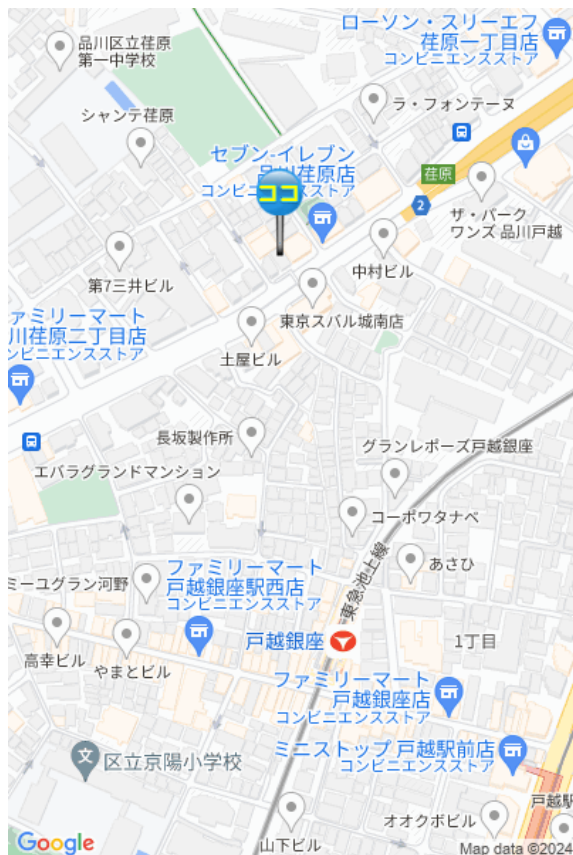 ローソン・スリーエフ
荏原一丁目店
コンビニエンスストア
品川区立荏原
第一中学校
ラ・フォンテーヌ
シャンテ荏原
セブン-イレブン
品川荏原店
コンビニエンスストア
荏原
ココ
2
ザ・パーク
ワンズ 品川戸越
中村ビル
第7三井ビル
東京スバル城南店
ァミリーマート
川荏原二丁目店
ンビニエンスストア
土屋ビル
長坂製作所
グランレポーズ戸越銀座
エバラグランドマンション
コーポワタナベ
東急池上線
あさひ
ファミリーマート
戸越銀座駅西店
コンビニエンスストア
ミーユグラン河野
戸越銀座
1丁目
高幸ビル
やまとビル
ファミリーマート
戸越銀座店
コンビニエンスストア
ミニストップ 戸越駅前店
コンビニエンスストア
文
区立京陽小学校
戸越駅
オオクボビル
山下ビル
Google
Map data ©2024